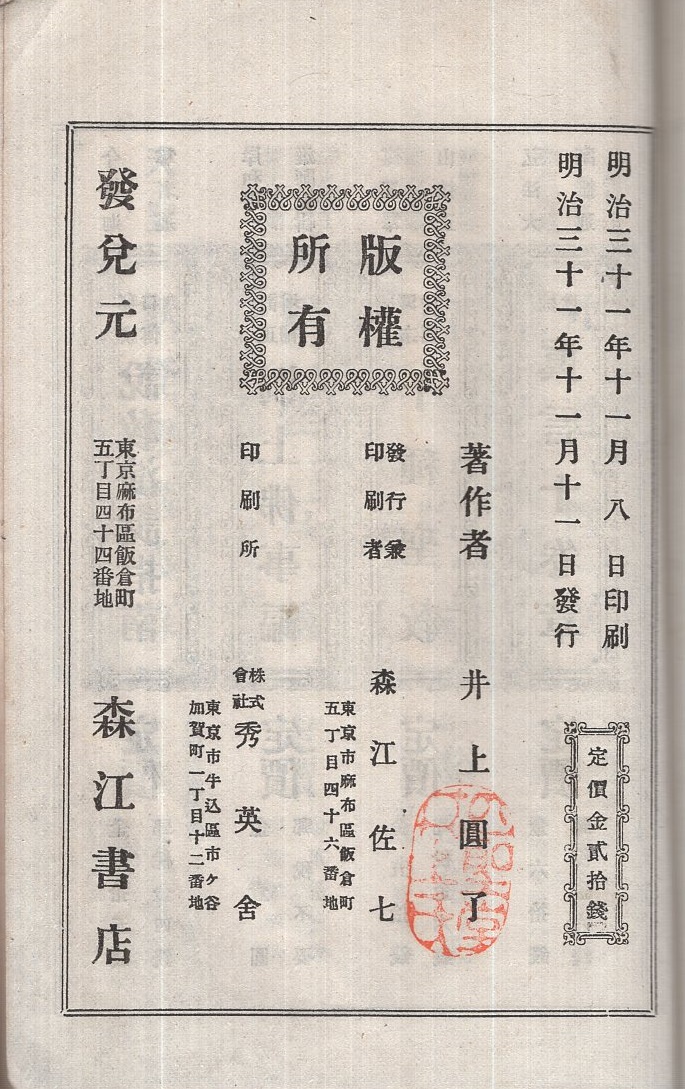 明治三十一年十一月八日印刷
明治三十一年十一月十一日發行
定價金貳拾錢
版權
所有
著作者 井上圓了
發行兼
印刷者 森江佐七
東京市麻布區飯倉町
五丁目四十六番地
印刷所 株式
會社 秀英舍
東京市牛込區市ケ谷
加賀町一丁目十二番地
發兌元
東京麻布區飯倉町
五丁目四十四番地
森江書店